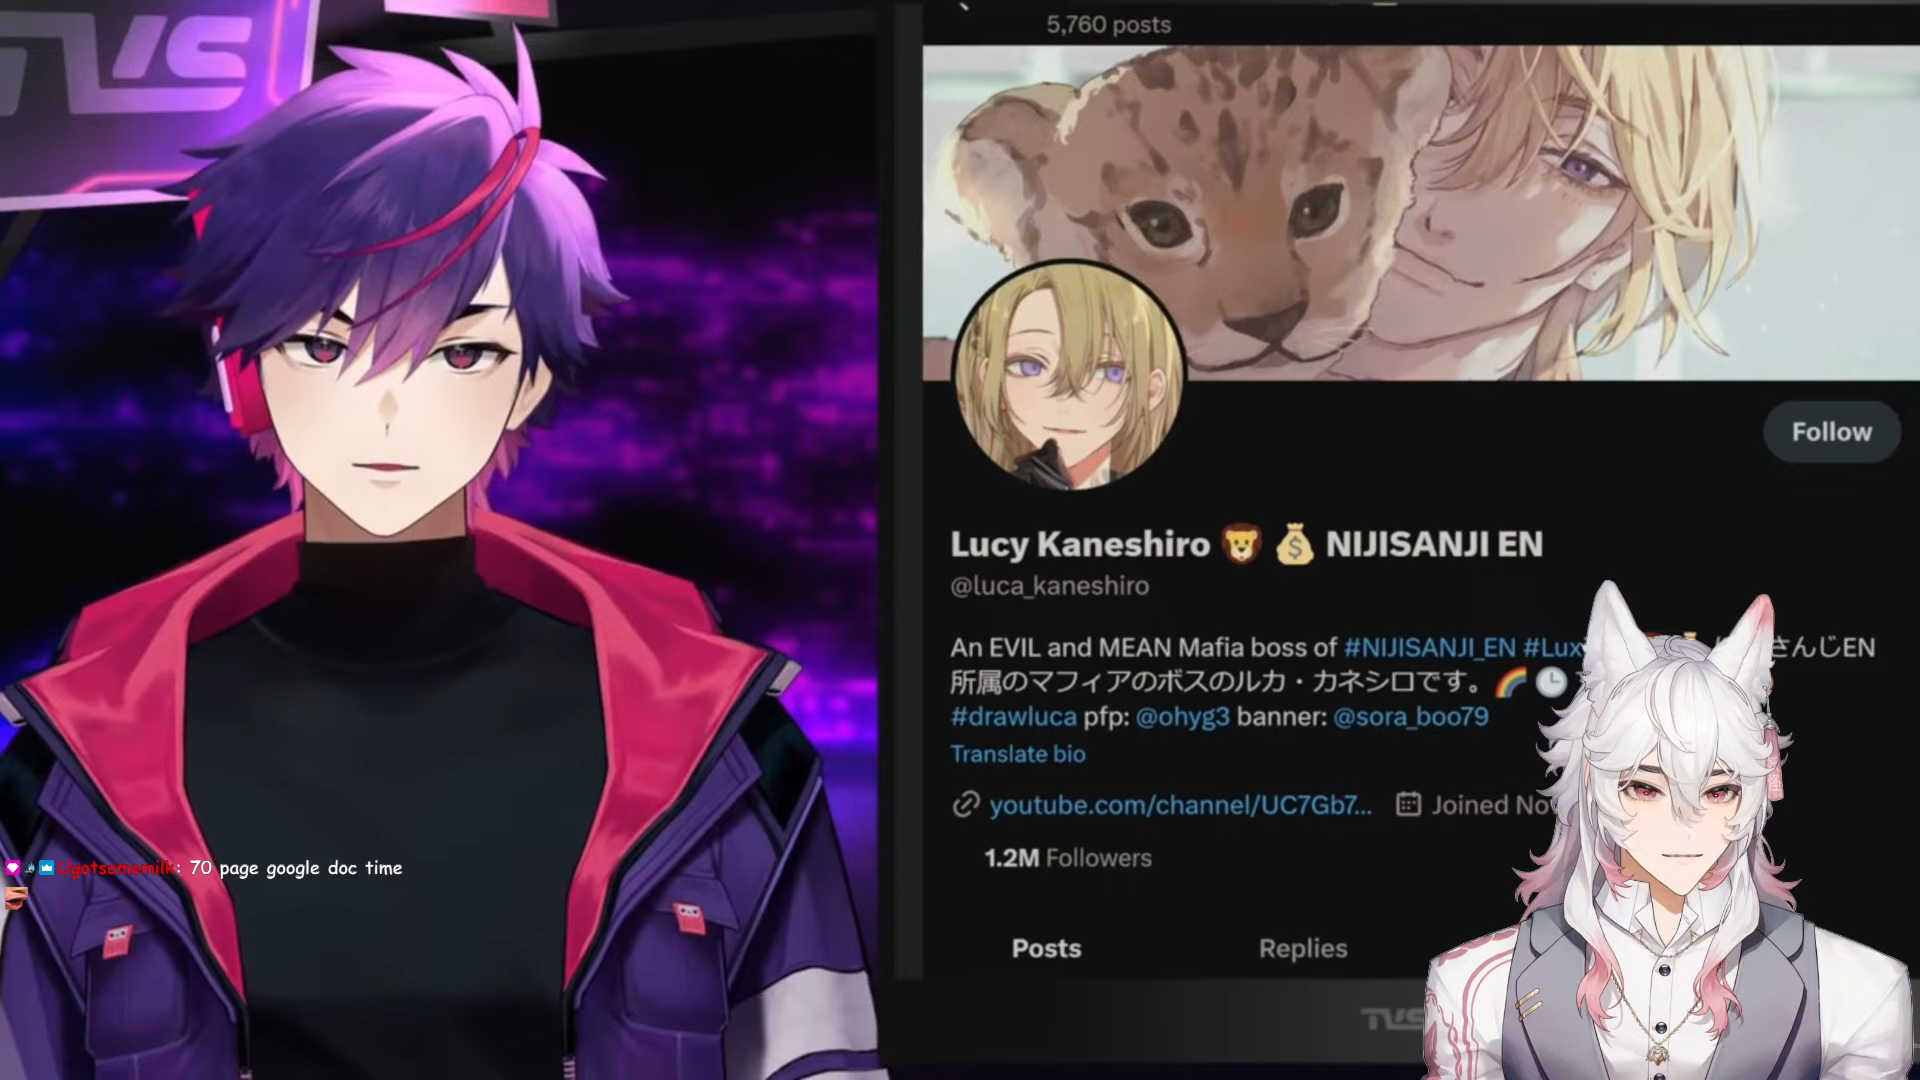 TVS
5,760 posts
Follow
Lucy Kaneshiro 🦁 💰 NIJISANJI EN
@luca_kaneshiro
An EVIL and MEAN Mafia boss of #NIJISANJI_EN #Lux さんじEN
所属のマフィアのボスのルカ・カネシロです。🌈 🕒
#drawluca pfp: @ohyg3 banner: @sora_boo79
Translate bio
youtube.com/channel/UC7Gb7... Joined No
1.2M Followers
Ugotsomemilk: 70 page google doc time
Posts Replies
TVS